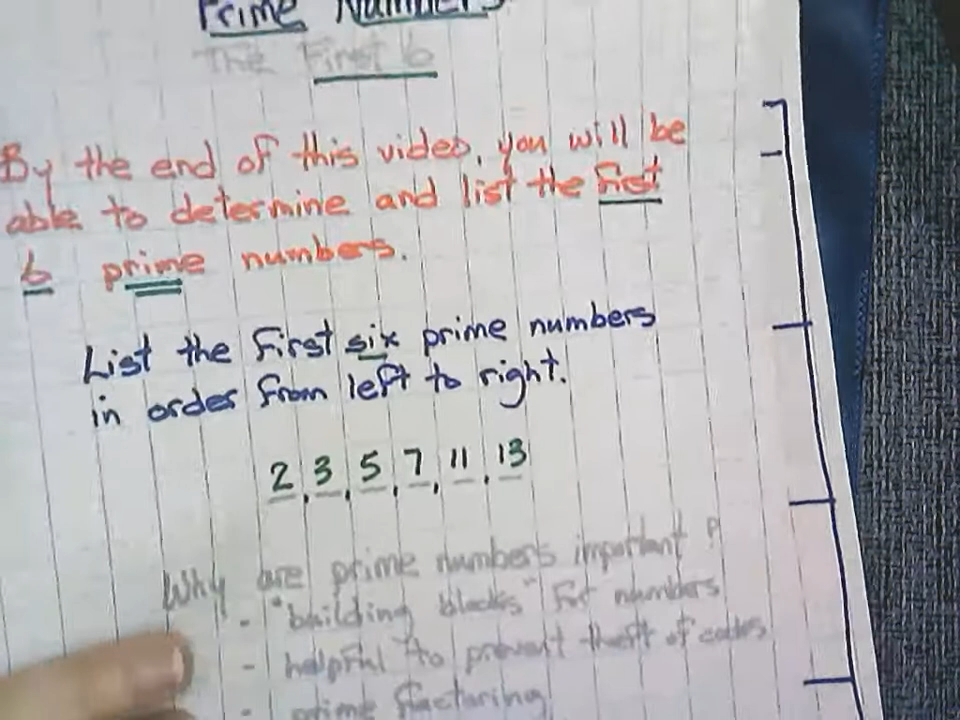 Prime Numbers
The First 6
By the end of this video, you will be
able to determine and list the first
6 prime numbers.
List the first six prime numbers
in order from left to right.
2, 3, 5, 7, 11, 13
Why are prime numbers important?
- "building blocks" for numbers
- helpful to prevent theft of codes
- prime factoring